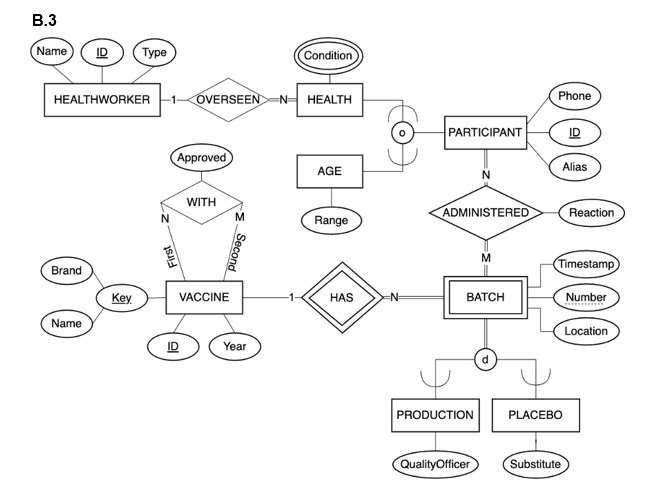 B.3
Name
ID
Type
Condition
HEALTHWORKER
1
OVERSEEN
N
HEALTH
Phone
o
PARTICIPANT
ID
Alias
Approved
AGE
WITH
N
M
N
Range
ADMINISTERED
Reaction
First
Second
M
Brand
Timestamp
Key
VACCINE
1
HAS
N
BATCH
Number
Name
Location
ID
Year
d
PRODUCTION
PLACEBO
QualityOfficer
Substitute